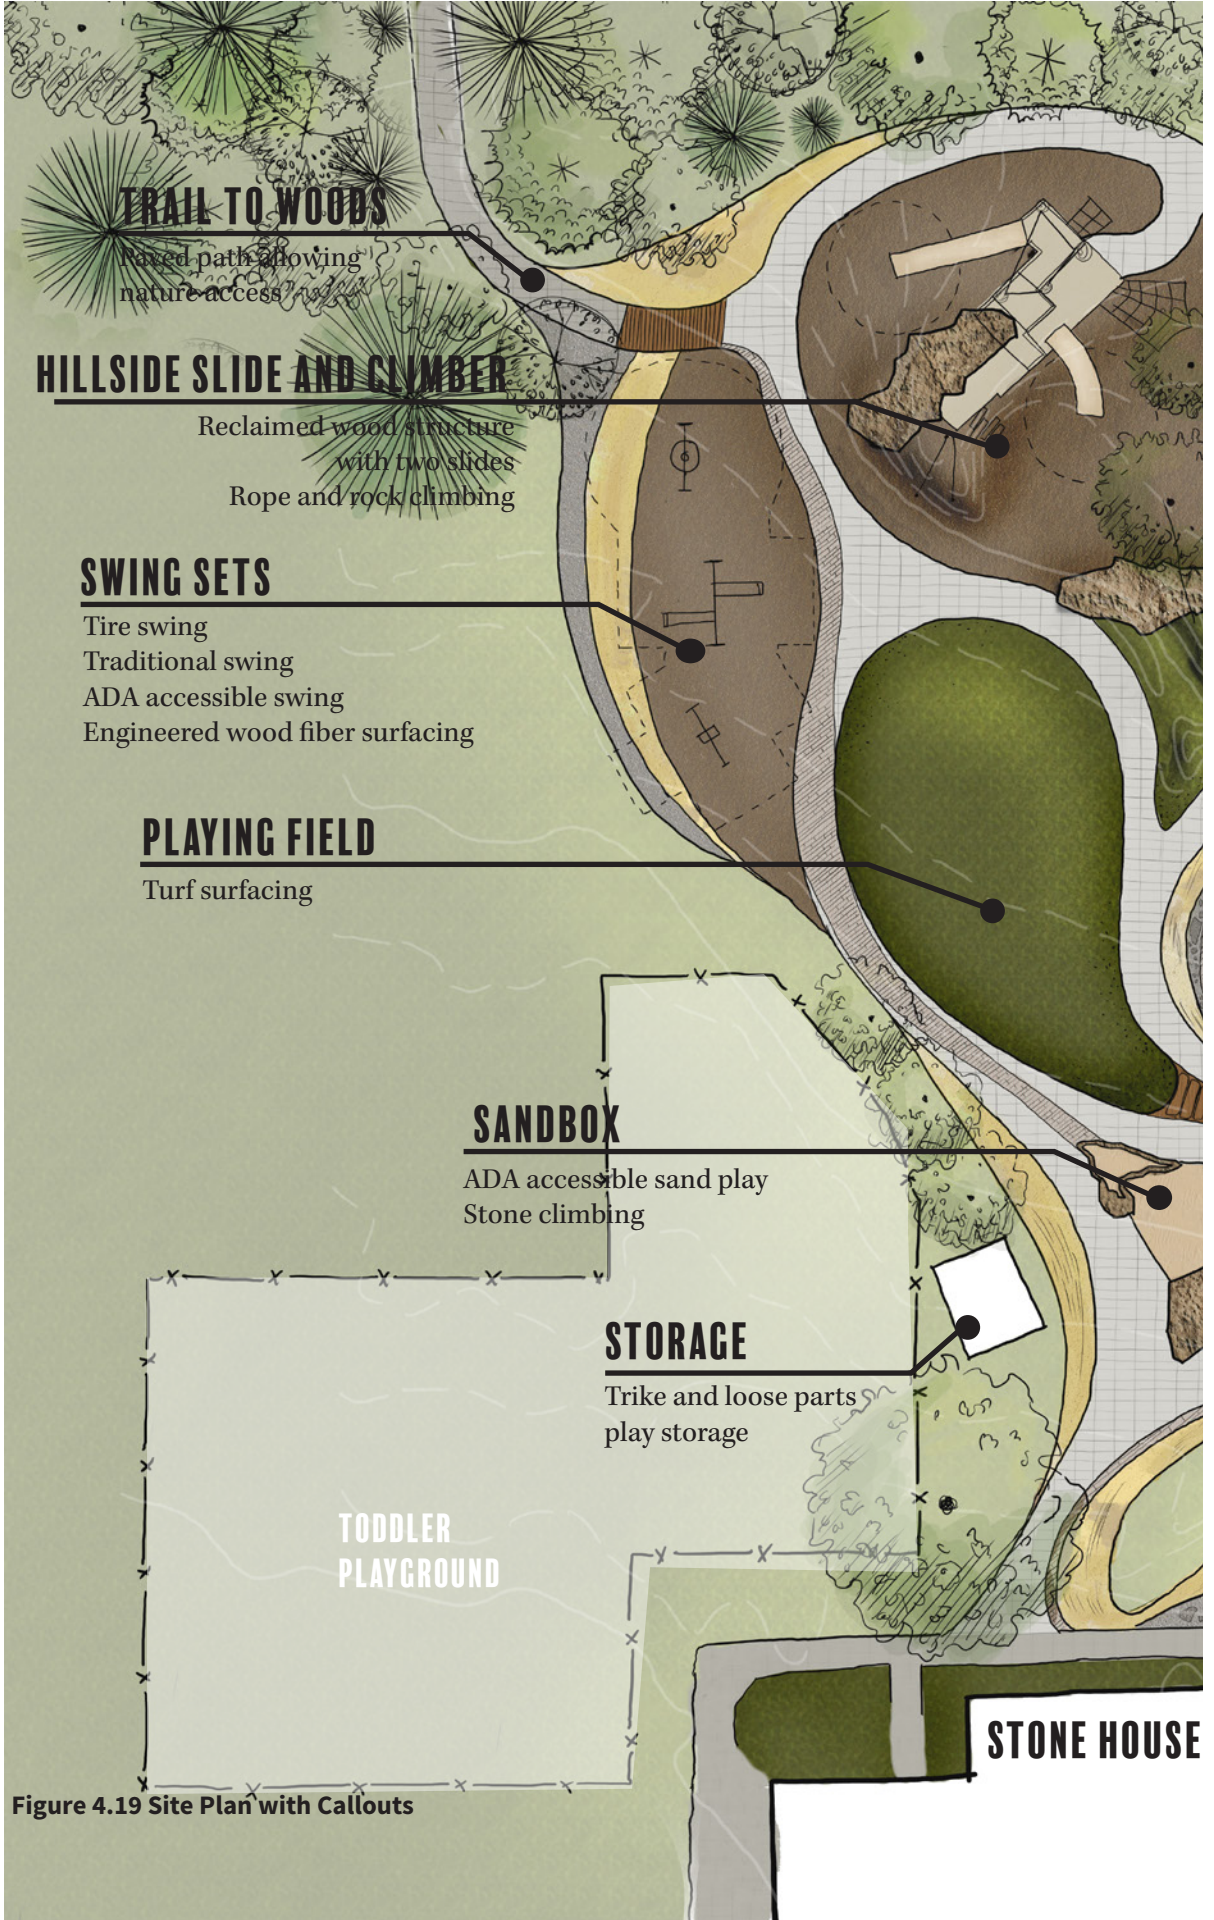 TRAIL TO WOODS
Paved path allowing
nature access
HILLSIDE SLIDE AND CLIMBER
Reclaimed wood structure
with two slides
Rope and rock climbing
SWING SETS
Tire swing
Traditional swing
ADA accessible swing
Engineered wood fiber surfacing
PLAYING FIELD
Turf surfacing
SANDBOX
ADA accessible sand play
Stone climbing
STORAGE
Trike and loose parts
play storage
TODDLER
PLAYGROUND
STONE HOUSE
Figure 4.19 Site Plan with Callouts